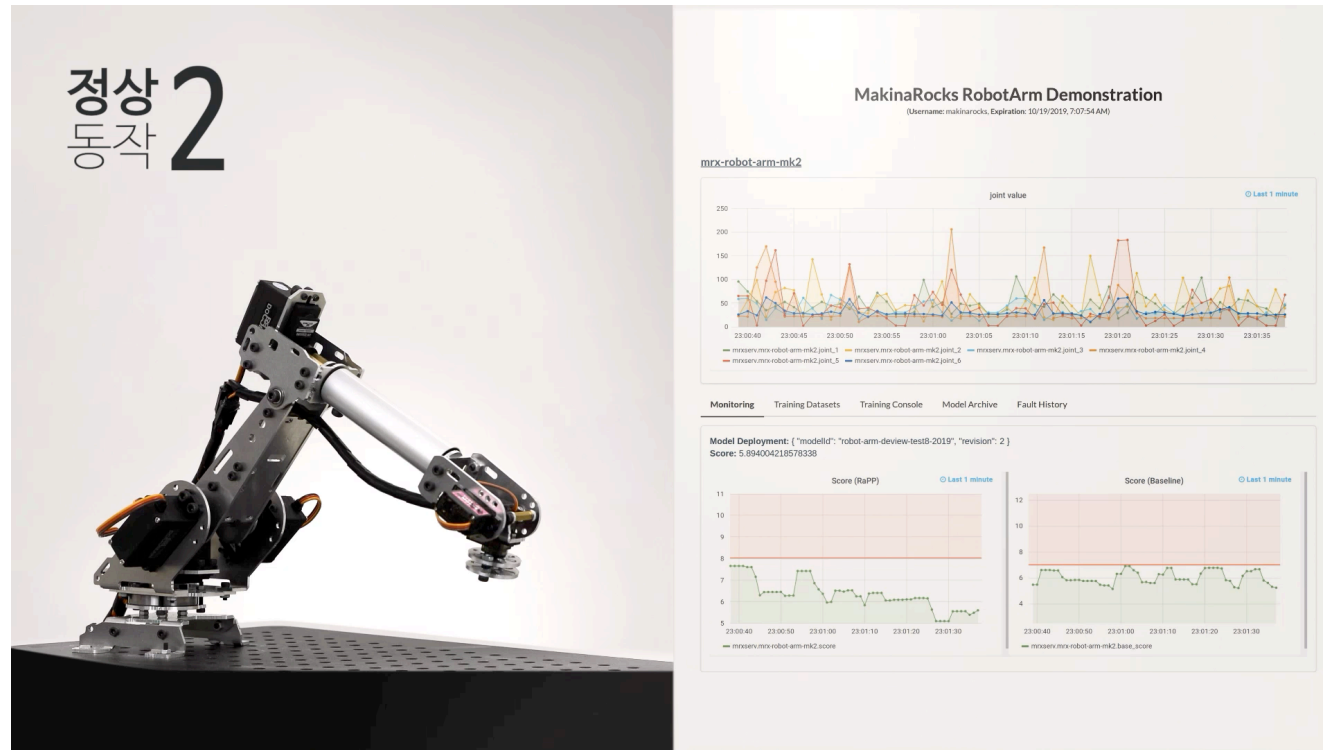 정상 2
동작
MakinaRocks RobotArm Demonstration
(Username: makinarocks, Expiration: 10/19/2019, 7:07:54 AM)
mrx-robot-arm-mk2
joint value
Last 1 minute
250
200
150
100
50
0
23:00:40 23:00:45 23:00:50 23:00:55 23:01:00 23:01:05 23:01:10 23:01:15 23:01:20 23:01:25 23:01:30 23:01:35
mrxserv.mrx-robot-arm-mk2.joint_1 mrxserv.mrx-robot-arm-mk2.joint_2 mrxserv.mrx-robot-arm-mk2.joint_3 mrxserv.mrx-robot-arm-mk2.joint_4
mrxserv.mrx-robot-arm-mk2.joint_5 mrxserv.mrx-robot-arm-mk2.joint_6
Monitoring Training Datasets Training Console Model Archive Fault History
Model Deployment: { "modelId": "robot-arm-deview-test8-2019", "revision": 2 }
Score: 5.894004218578338
Score (RaPP) Last 1 minute
11
10
9
8
7
6
5
23:00:40 23:00:50 23:01:00 23:01:10 23:01:20 23:01:30
mrxserv.mrx-robot-arm-mk2.score
Score (Baseline) Last 1 minute
12
10
8
6
4
23:00:40 23:00:50 23:01:00 23:01:10 23:01:20 23:01:30
mrxserv.mrx-robot-arm-mk2.base_score